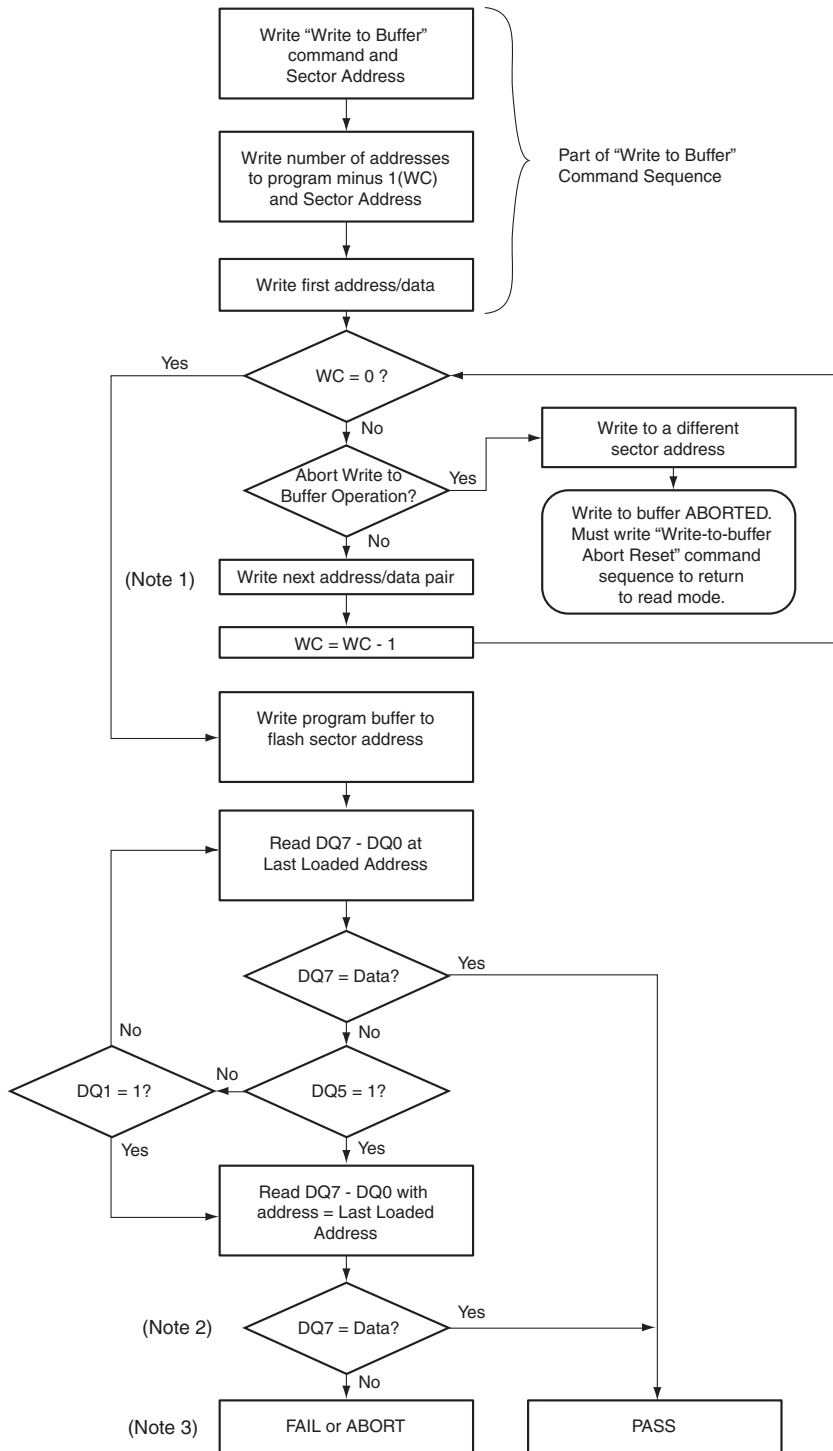 Write “Write to Buffer”
command and
Sector Address
Write number of addresses
to program minus 1(WC)
and Sector Address
Part of “Write to Buffer”
Command Sequence
Write first address/data
Yes
WC = 0 ?
No
Write to a different
sector address
Abort Write to
Buffer Operation?
Yes
Write to buffer ABORTED.
Must write “Write-to-buffer
Abort Reset” command
sequence to return
to read mode.
No
(Note 1)
Write next address/data pair
WC = WC - 1
Write program buffer to
flash sector address
Read DQ7 - DQ0 at
Last Loaded Address
DQ7 = Data?
Yes
No
No
DQ1 = 1?
No
DQ5 = 1?
Yes
Yes
Read DQ7 - DQ0 with
address = Last Loaded
Address
(Note 2)
DQ7 = Data?
Yes
No
(Note 3)
FAIL or ABORT
PASS